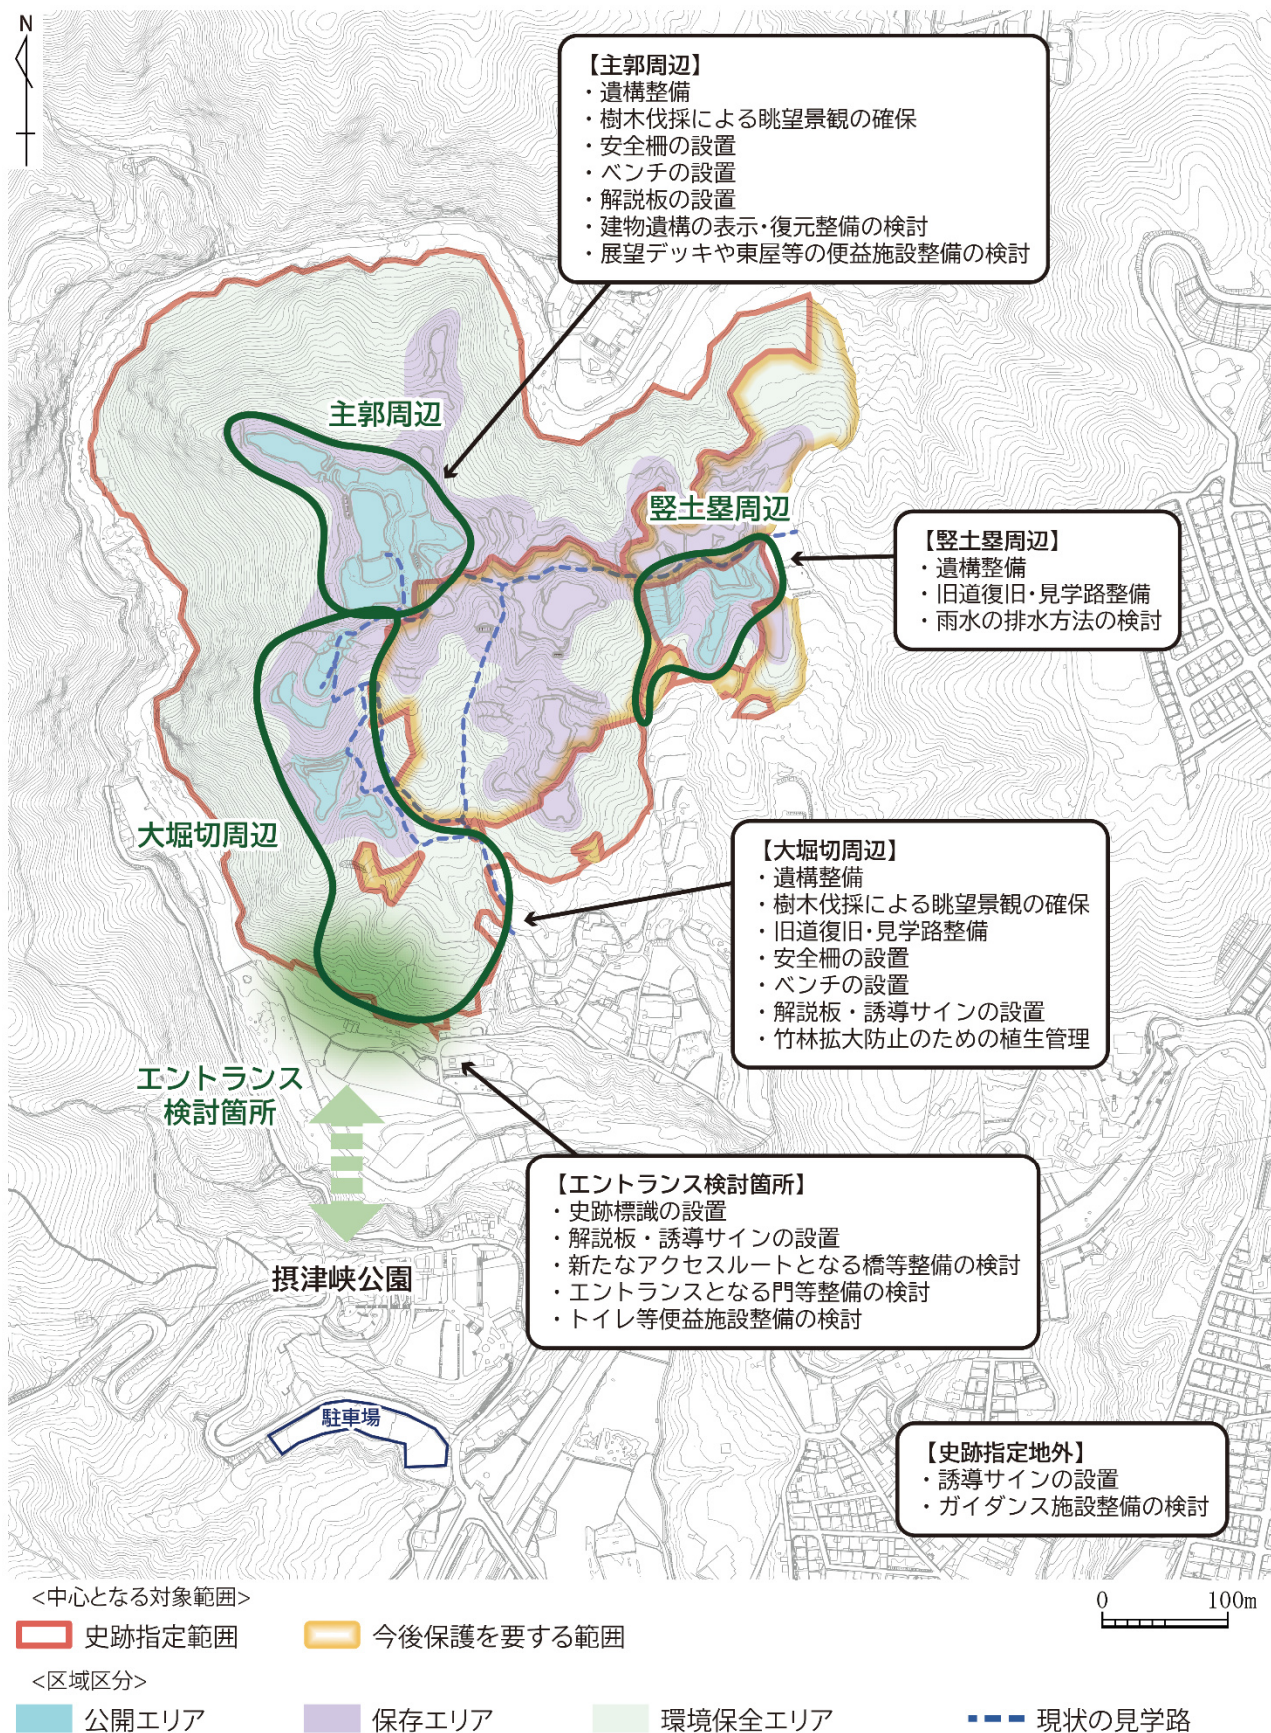 N
【主郭周辺】
・遺構整備
・樹木伐採による眺望景観の確保
・安全柵の設置
・ベンチの設置
・解説板の設置
・建物遺構の表示・復元整備の検討
・展望デッキや東屋等の便益施設整備の検討
主郭周辺
竪土塁周辺
【竪土塁周辺】
・遺構整備
・旧道復旧・見学路整備
・雨水の排水方法の検討
大堀切周辺
【大堀切周辺】
・遺構整備
・樹木伐採による眺望景観の確保
・旧道復旧・見学路整備
・安全柵の設置
・ベンチの設置
・解説板・誘導サインの設置
・竹林拡大防止のための植生管理
エントランス
検討箇所
【エントランス検討箇所】
・史跡標識の設置
・解説板・誘導サインの設置
・新たなアクセスルートとなる橋等整備の検討
・エントランスとなる門等整備の検討
・トイレ等便益施設整備の検討
摂津峡公園
駐車場
【史跡指定地外】
・誘導サインの設置
・ガイダンス施設整備の検討
<中心となる対象範囲>
0 100m
史跡指定範囲 今後保護を要する範囲
<区域区分>
公開エリア 保存エリア 環境保全エリア 現状の見学路